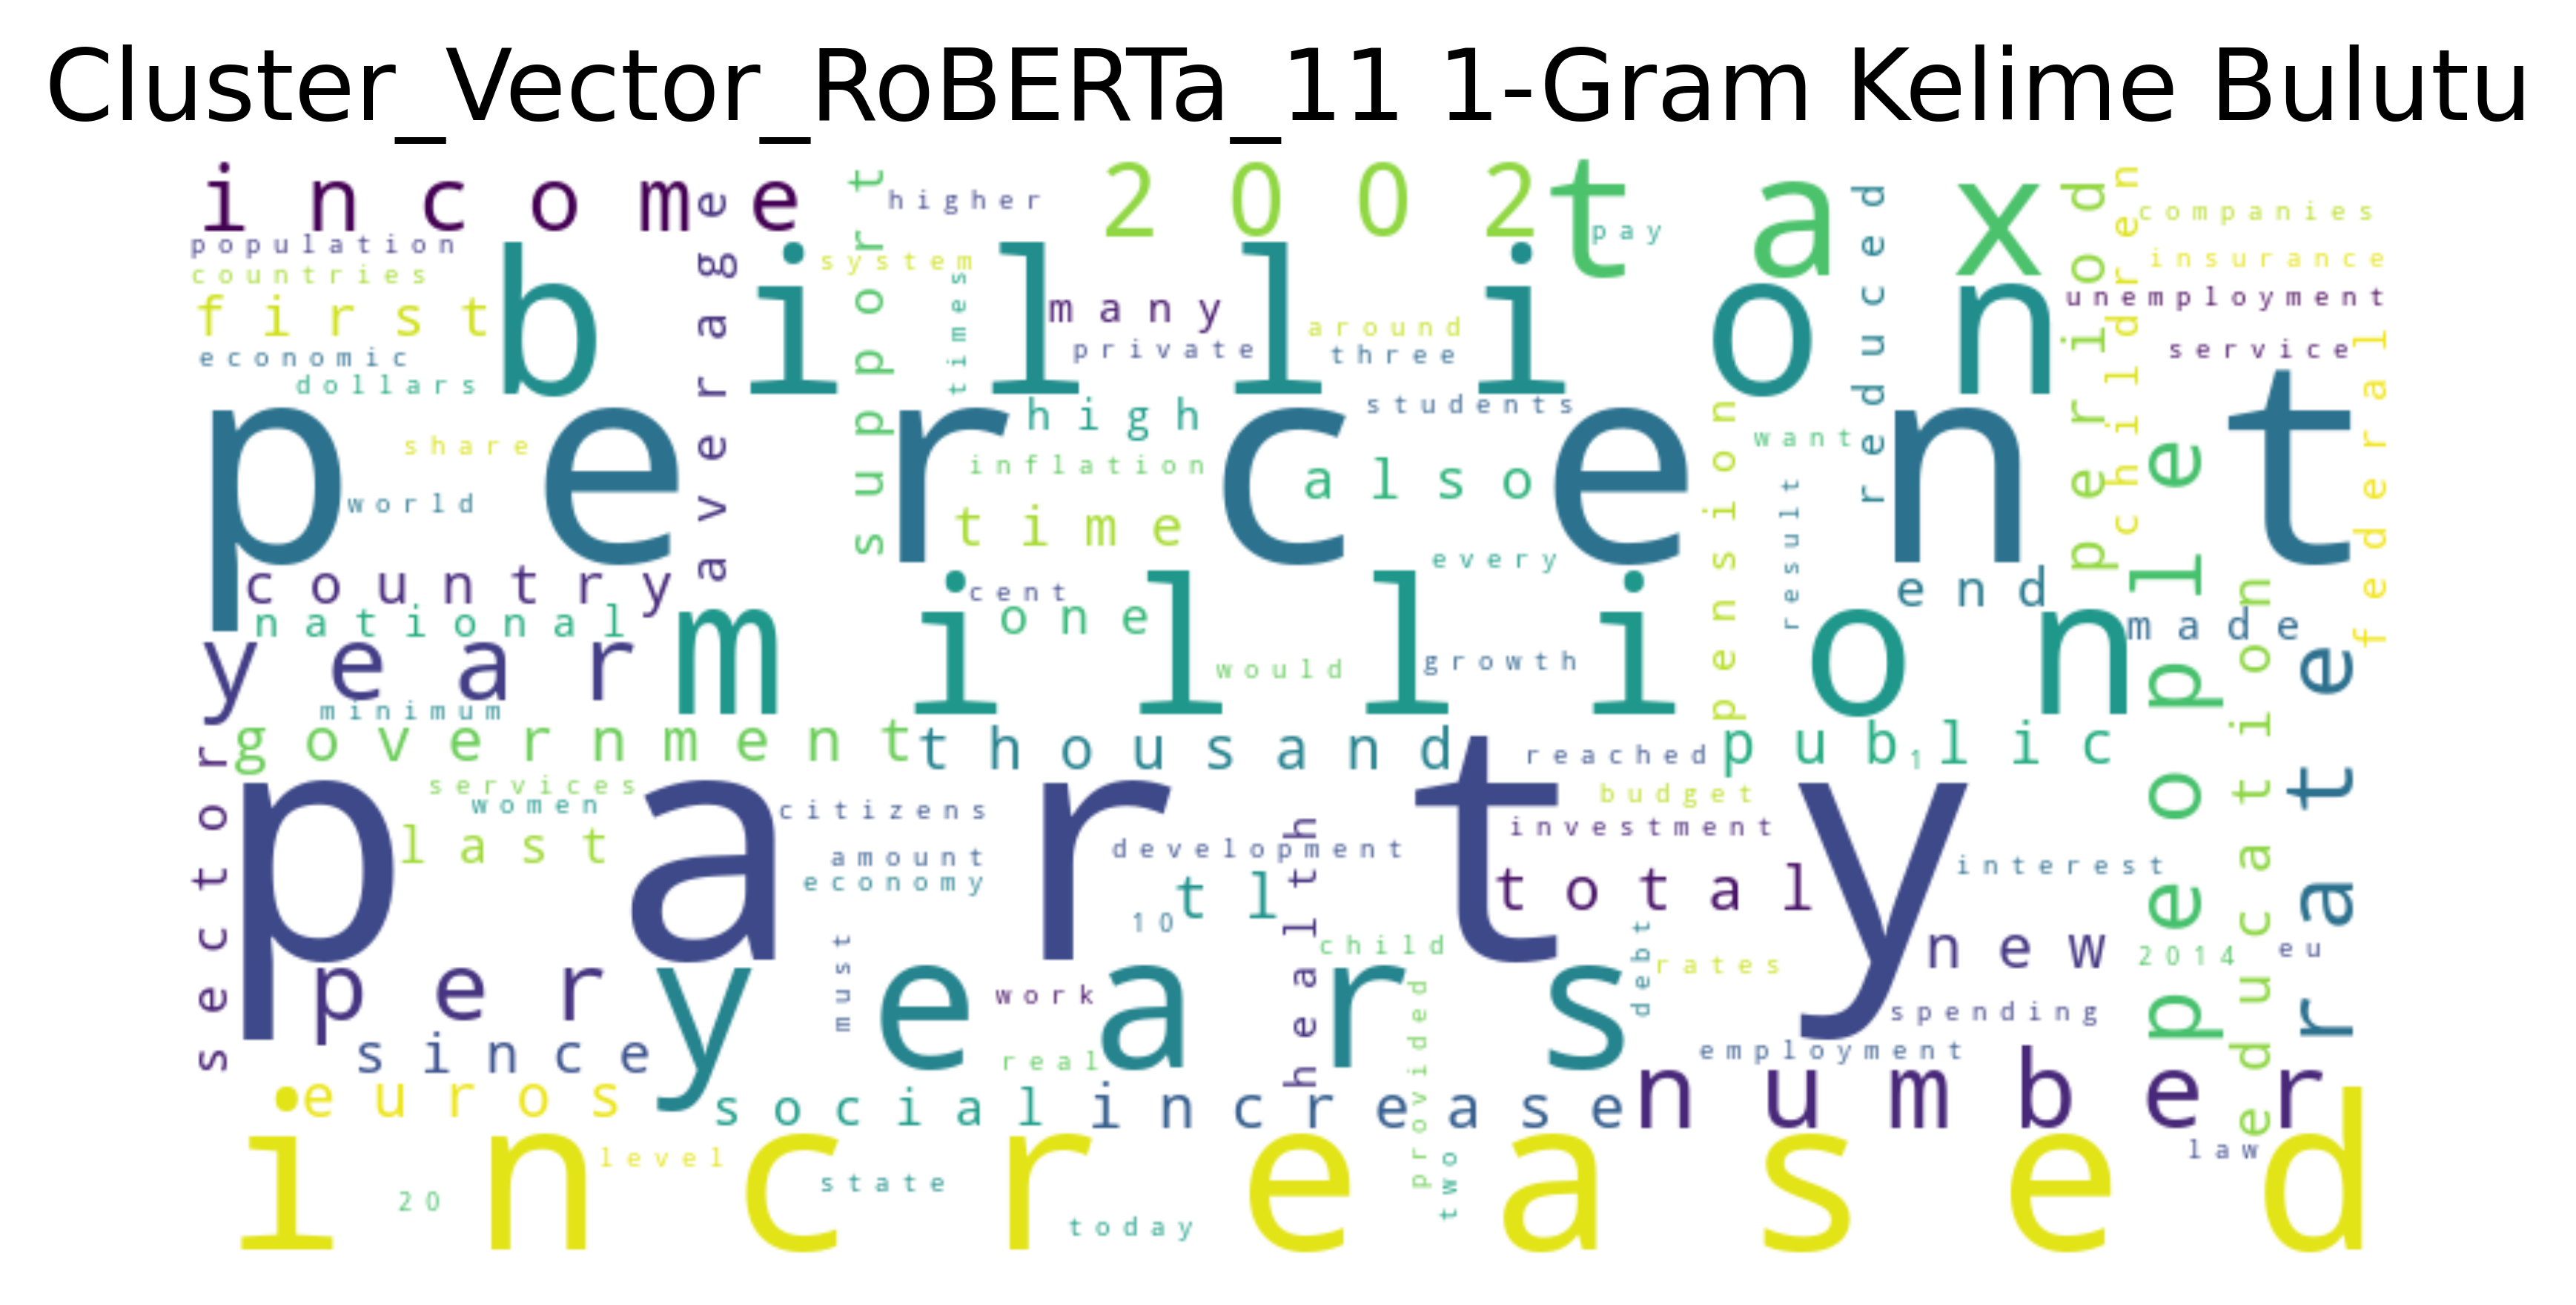 Cluster_Vector_RoBERTa_11 1-Gram Kelime Bulutu
income
average
support
higher
2002
tax
pay
reduced
period
children
companies
population
countries
system
times
insurance
first
billion
many
around
unemployment
economic
private
three
service
dollars
federal
percent
high
students
share
inflation
also
want
pension
result
world
time
every
country
cent
end
people
national
million
one
made
education
year
would
growth
rate
minimum
government
thousand
reached
public
1
sector
services
women
party
citizens
budget
investment
last
amount
development
health
interest
economy
tl
total
10
must
child
debt
rates
new
2014
eu
per
years
work
provided
spending
since
real
employment
euros
social
increase
number
increased
level
state
two
law
20
today